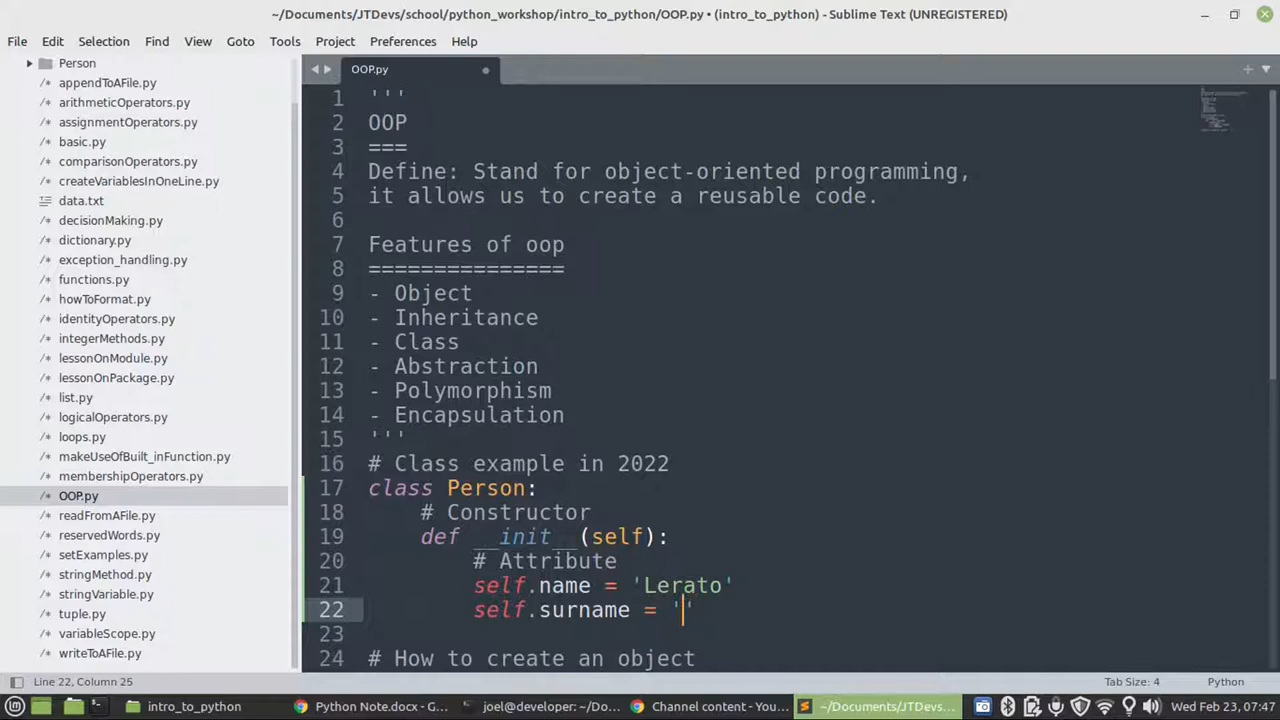 ~/Documents/JTDevs/school/python_workshop/intro_to_python/OOP.py • (intro_to_python) - Sublime Text (UNREGISTERED)
File Edit Selection Find View Goto Tools Project Preferences Help
Person
appendToAFile.py
arithmeticOperators.py
assignmentOperators.py
basic.py
comparisonOperators.py
createVariablesInOneLine.py
data.txt
decisionMaking.py
dictionary.py
exception_handling.py
functions.py
howToFormat.py
identityOperators.py
integerMethods.py
lessonOnModule.py
lessonOnPackage.py
list.py
logicalOperators.py
loops.py
makeUseOfBuilt_inFunction.py
membershipOperators.py
OOP.py
readFromAFile.py
reservedWords.py
setExamples.py
stringMethod.py
stringVariable.py
tuple.py
variableScope.py
writeToAFile.py
OOP.py
1 '''
2 OOP
3 ===
4 Define: Stand for object-oriented programming,
5 it allows us to create a reusable code.
6
7 Features of oop
8 ===============
9 - Object
10 - Inheritance
11 - Class
12 - Abstraction
13 - Polymorphism
14 - Encapsulation
15 '''
16 # Class example in 2022
17 class Person:
18 # Constructor
19 def __init__(self):
20 # Attribute
21 self.name = 'Lerato'
22 self.surname = ''
23
24 # How to create an object
Line 22, Column 25 Tab Size: 4 Python
intro_to_python Python Note.docx - G... joel@developer: ~/Do... Channel content - You... ~/Documents/JTDevs... Wed Feb 23, 07:47